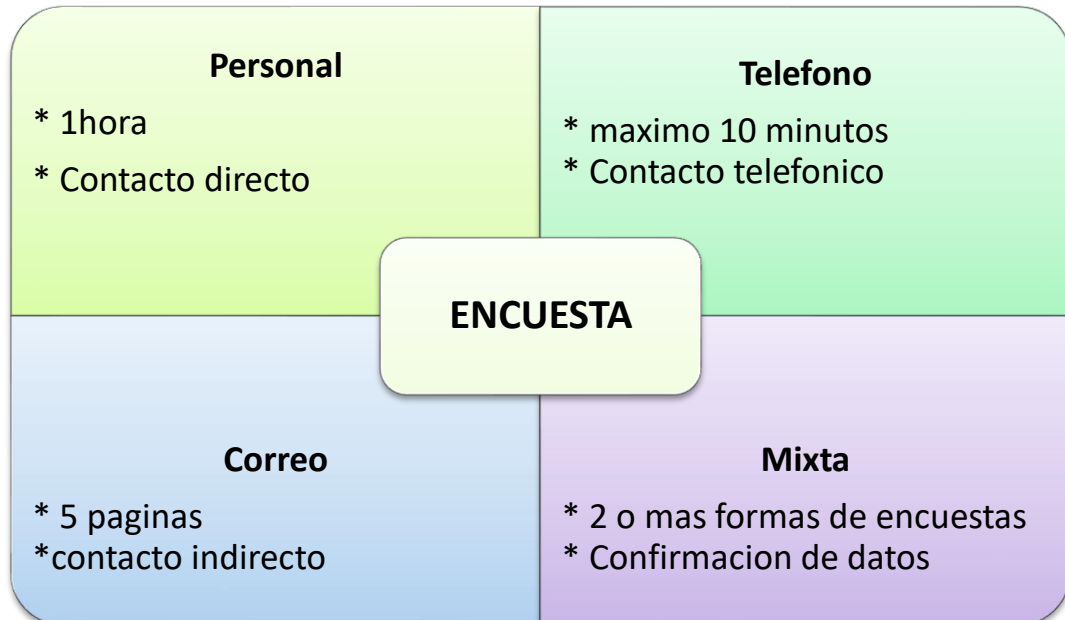 Personal
* 1hora
* Contacto directo
Telefono
* maximo 10 minutos
* Contacto telefonico
ENCUESTA
Correo
* 5 paginas
*contacto indirecto
Mixta
* 2 o mas formas de encuestas
* Confirmacion de datos